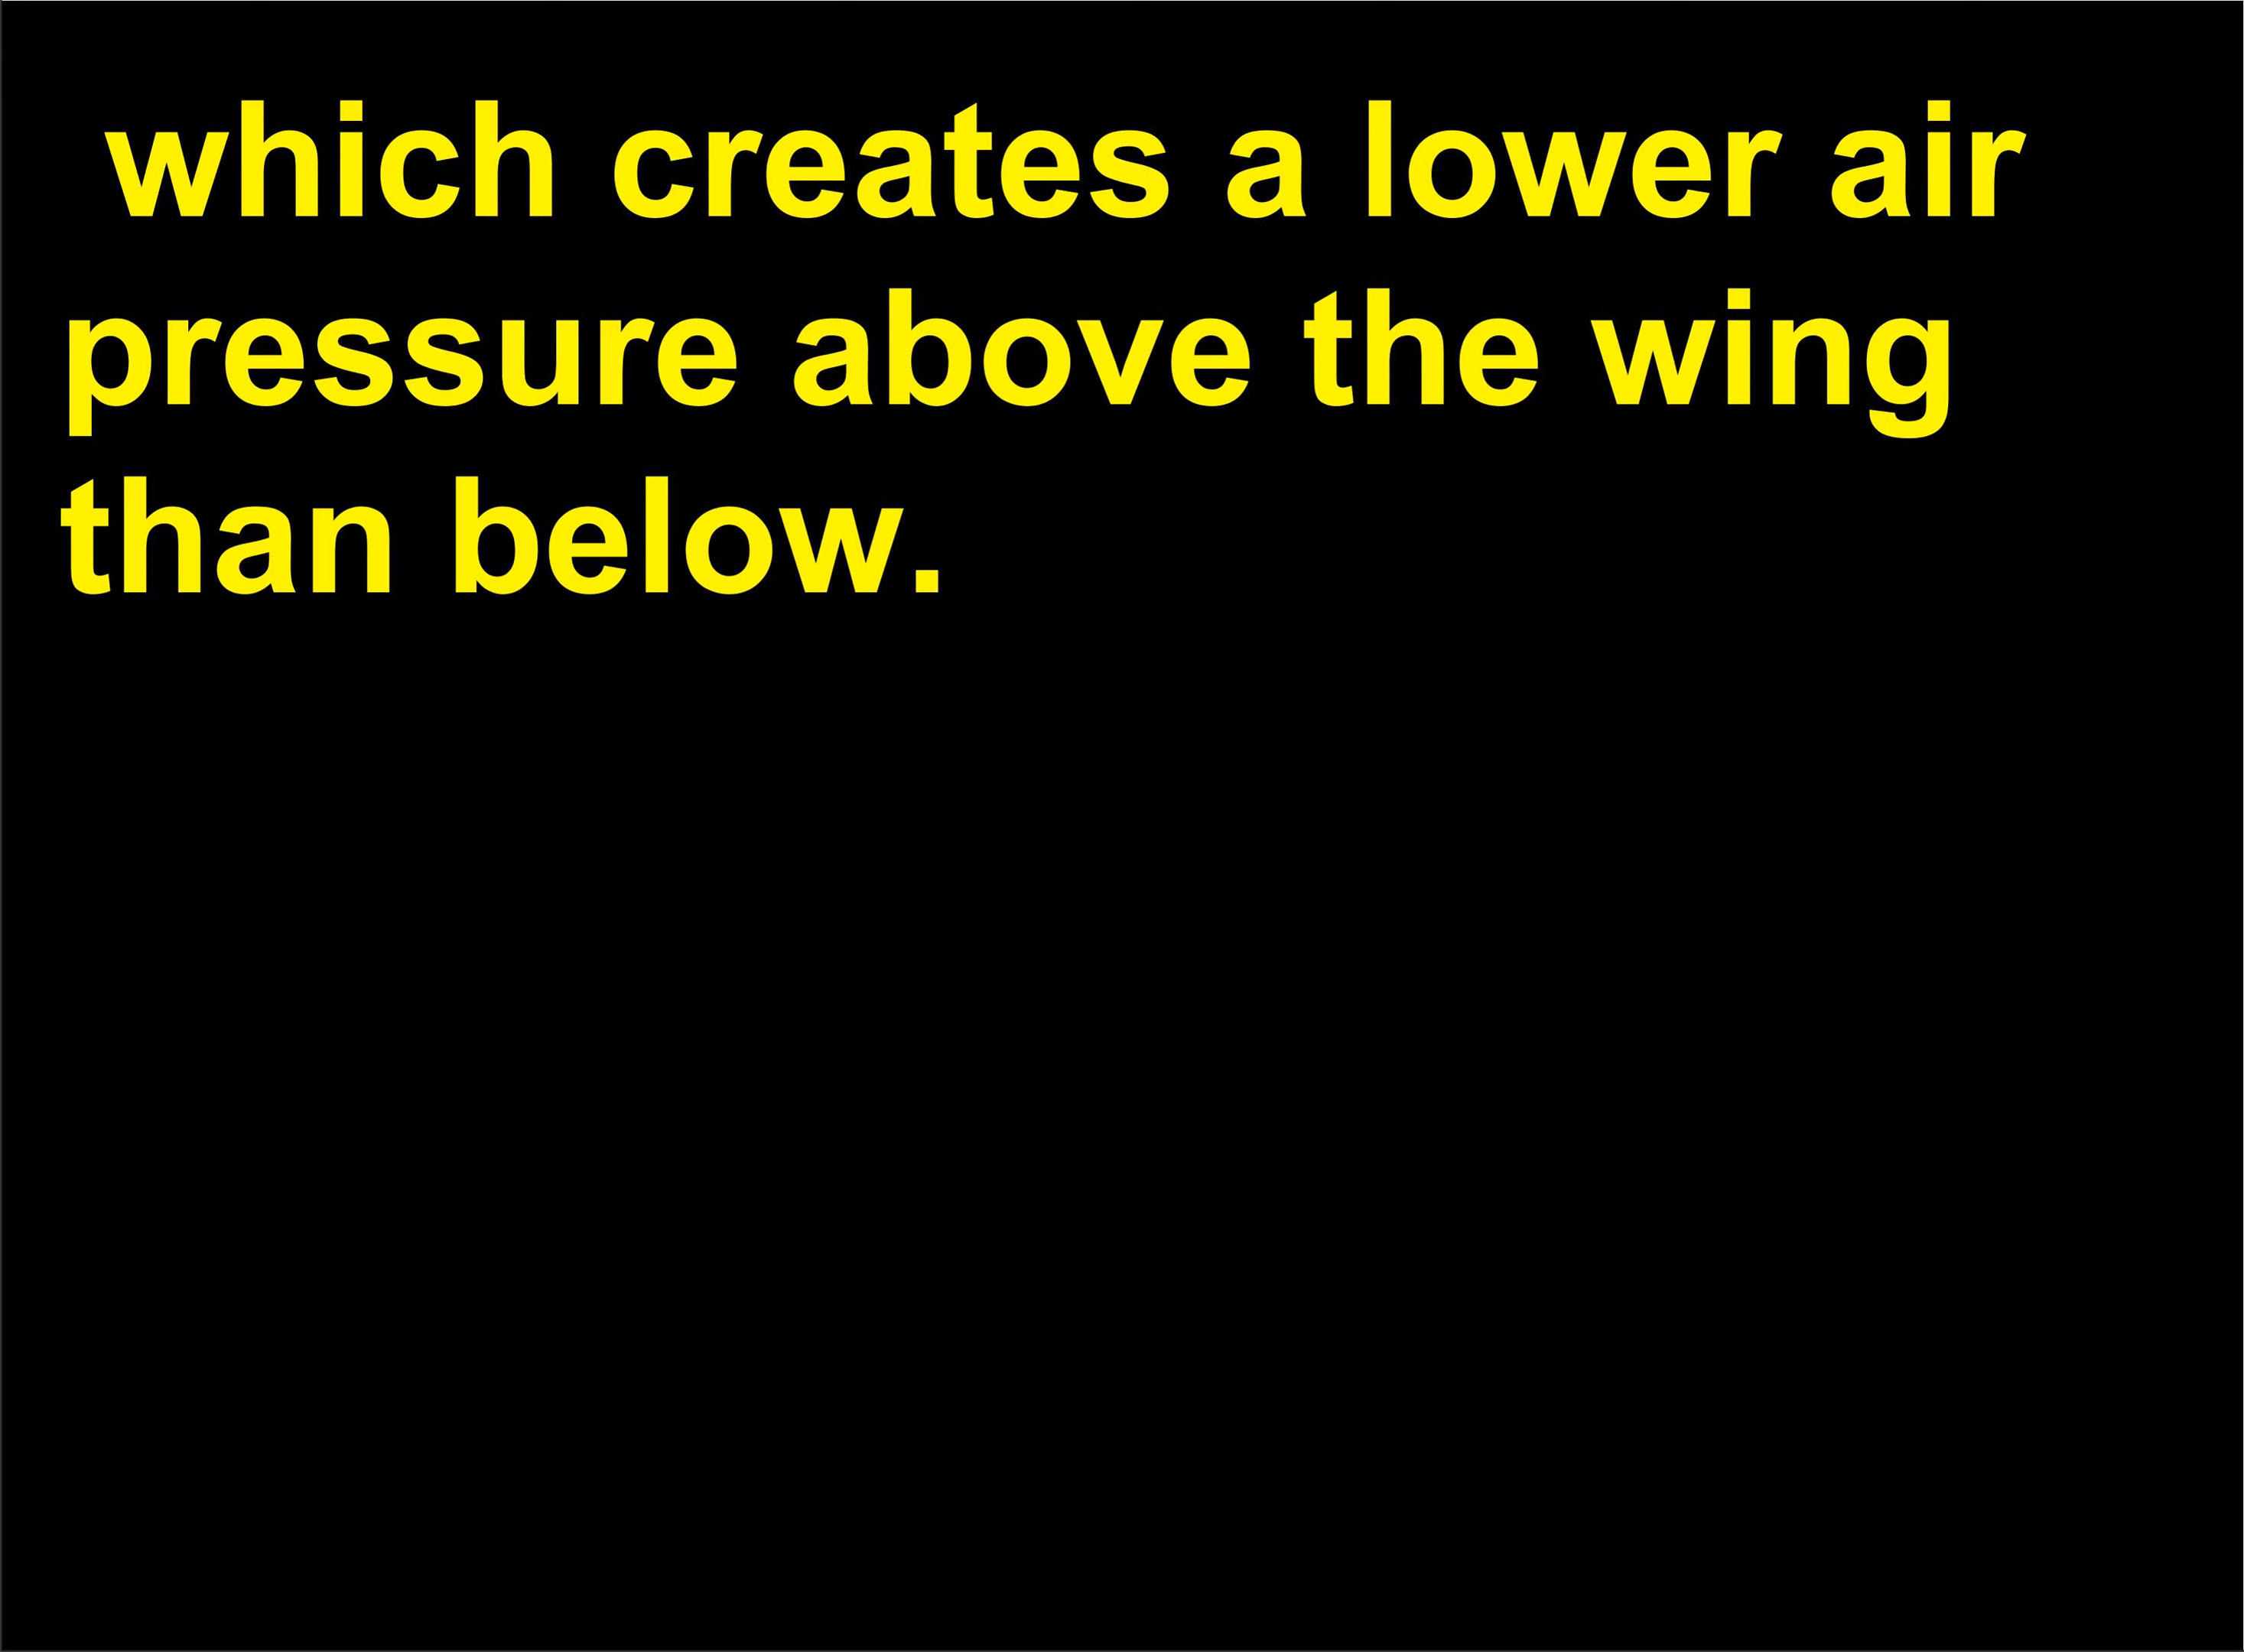 which creates a lower air
pressure above the wing
than below.